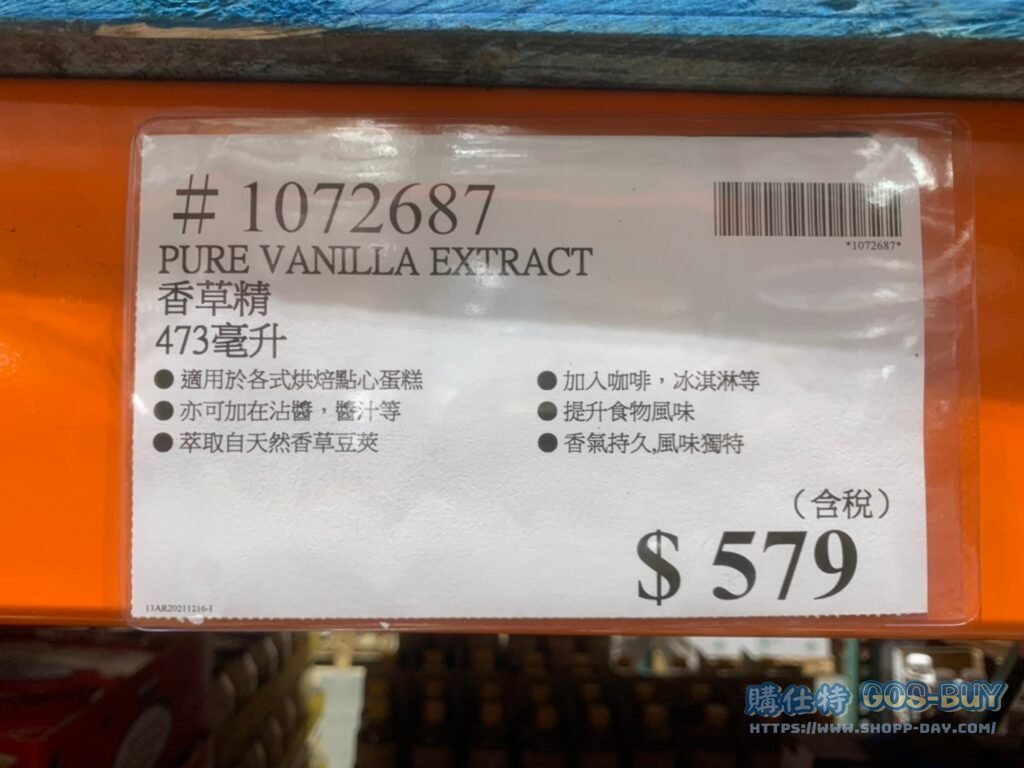 #1072687
*1072687*
PURE VANILLA EXTRACT
香草精
473毫升
● 適用於各式烘焙點心蛋糕
● 亦可加在沾醬，醬汁等
● 萃取自天然香草豆莢
● 加入咖啡，冰淇淋等
● 提升食物風味
● 香氣持久,風味獨特
（含稅）
$ 579
13AR20211216-I
購仕特 GOS-BUY
HTTPS://WWW.SHOPP-DAY.COM/